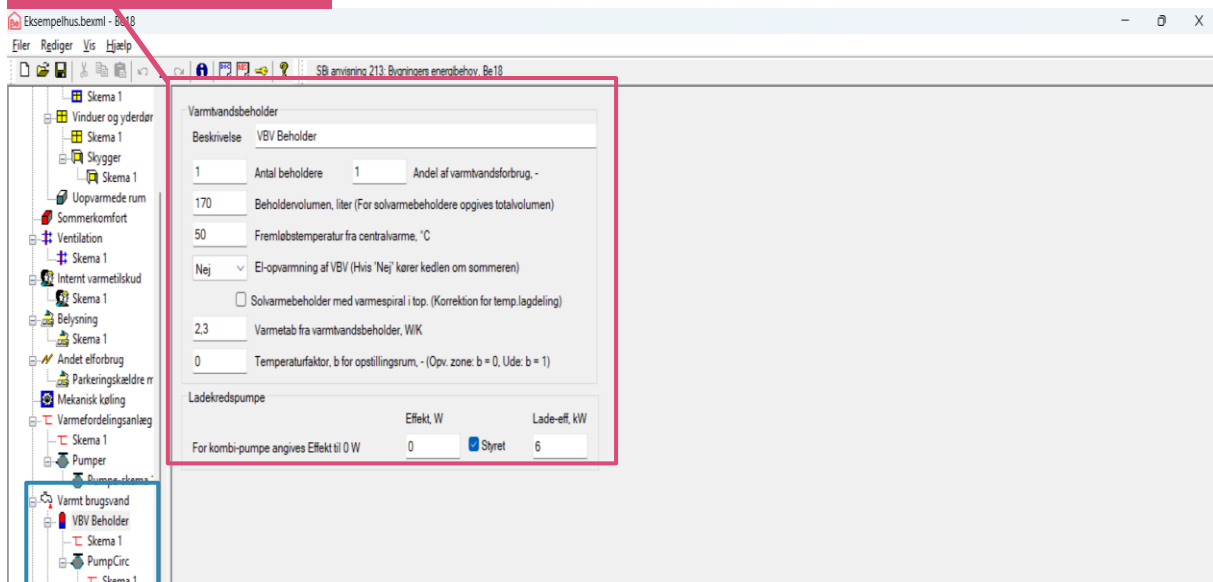 Eksempelhus.bexml - Be18
Filer Rediger Vis Hjælp
SBi anvisning 213: Bygningers energibehov, Be18
Skema 1
Vinduer og yderdør
Skema 1
Skygger
Skema 1
Uopvarmede rum
Sommerkomfort
Ventilation
Skema 1
Internt varmetilskud
Skema 1
Belysning
Skema 1
Andet elforbrug
Parkeringskældre m
Mekanisk køling
Varmefordelingsanlæg
Skema 1
Pumper
Pumpe-skema
Varmt brugsvand
VBV Beholder
Skema 1
PumpCirc
Skema 1
Varmtvandsbeholder
Beskrivelse VBV Beholder
1 Antal beholdere 1 Andel af varmtvandsforbrug, -
170 Beholdervolumen, liter (For solvarmebeholdere opgives totalvolumen)
50 Fremløbstemperatur fra centralvarme, °C
Nej El-opvarmning af VBV (Hvis 'Nej' kører kedlen om sommeren)
Solvarmebeholder med varmespiral i top. (Korrektion for temp.lagdeling)
2,3 Varmetab fra varmtvandsbeholder, W/K
0 Temperaturfaktor, b for opstillingsrum, - (Opv. zone: b = 0, Ude: b = 1)
Ladekredspumpe
Effekt, W Lade-eff, kW
For kombi-pumpe angives Effekt til 0 W 0 Styret 6